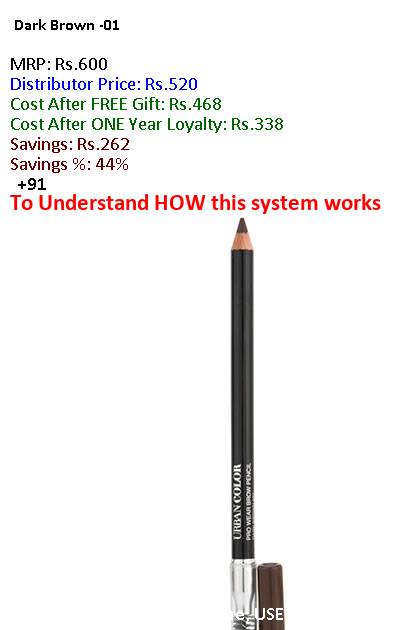 Dark Brown -01
MRP: Rs.600
Distributor Price: Rs.520
Cost After FREE Gift: Rs.468
Cost After ONE Year Loyalty: Rs.338
Savings: Rs.262
Savings %: 44%
+91
To Understand HOW this system works
URBAN COLOR
PRO WEAR BROW PENCIL